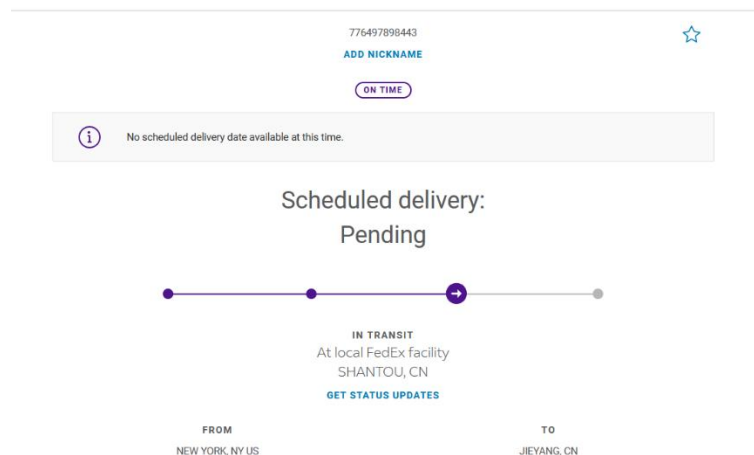 776497898443
ADD NICKNAME
ON TIME
No scheduled delivery date available at this time.
Scheduled delivery:
Pending
IN TRANSIT
At local FedEx facility
SHANTOU, CN
GET STATUS UPDATES
FROM TO
NEW YORK, NY US JIEYANG, CN